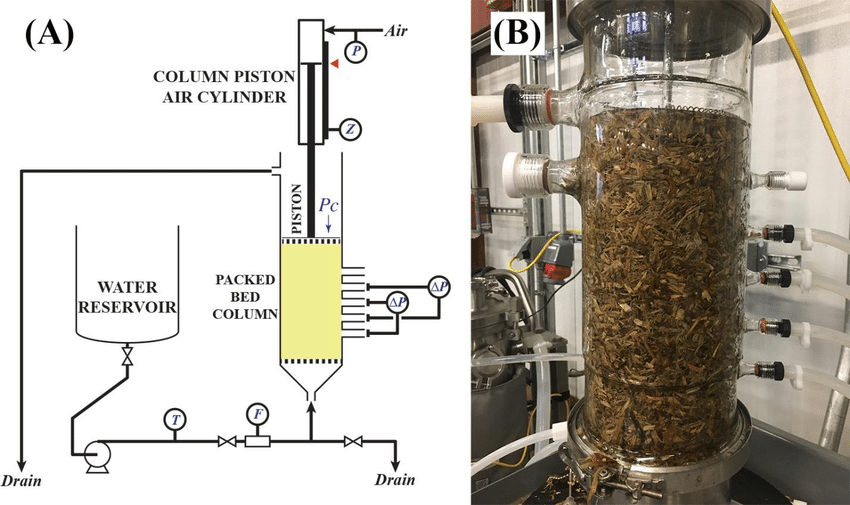 (A)
Air
P
COLUMN PISTON
AIR CYLINDER
Z
PISTON
Pc
WATER
RESERVOIR
PACKED
BED
COLUMN
ΔP
ΔP
T
F
Drain
Drain
(B)